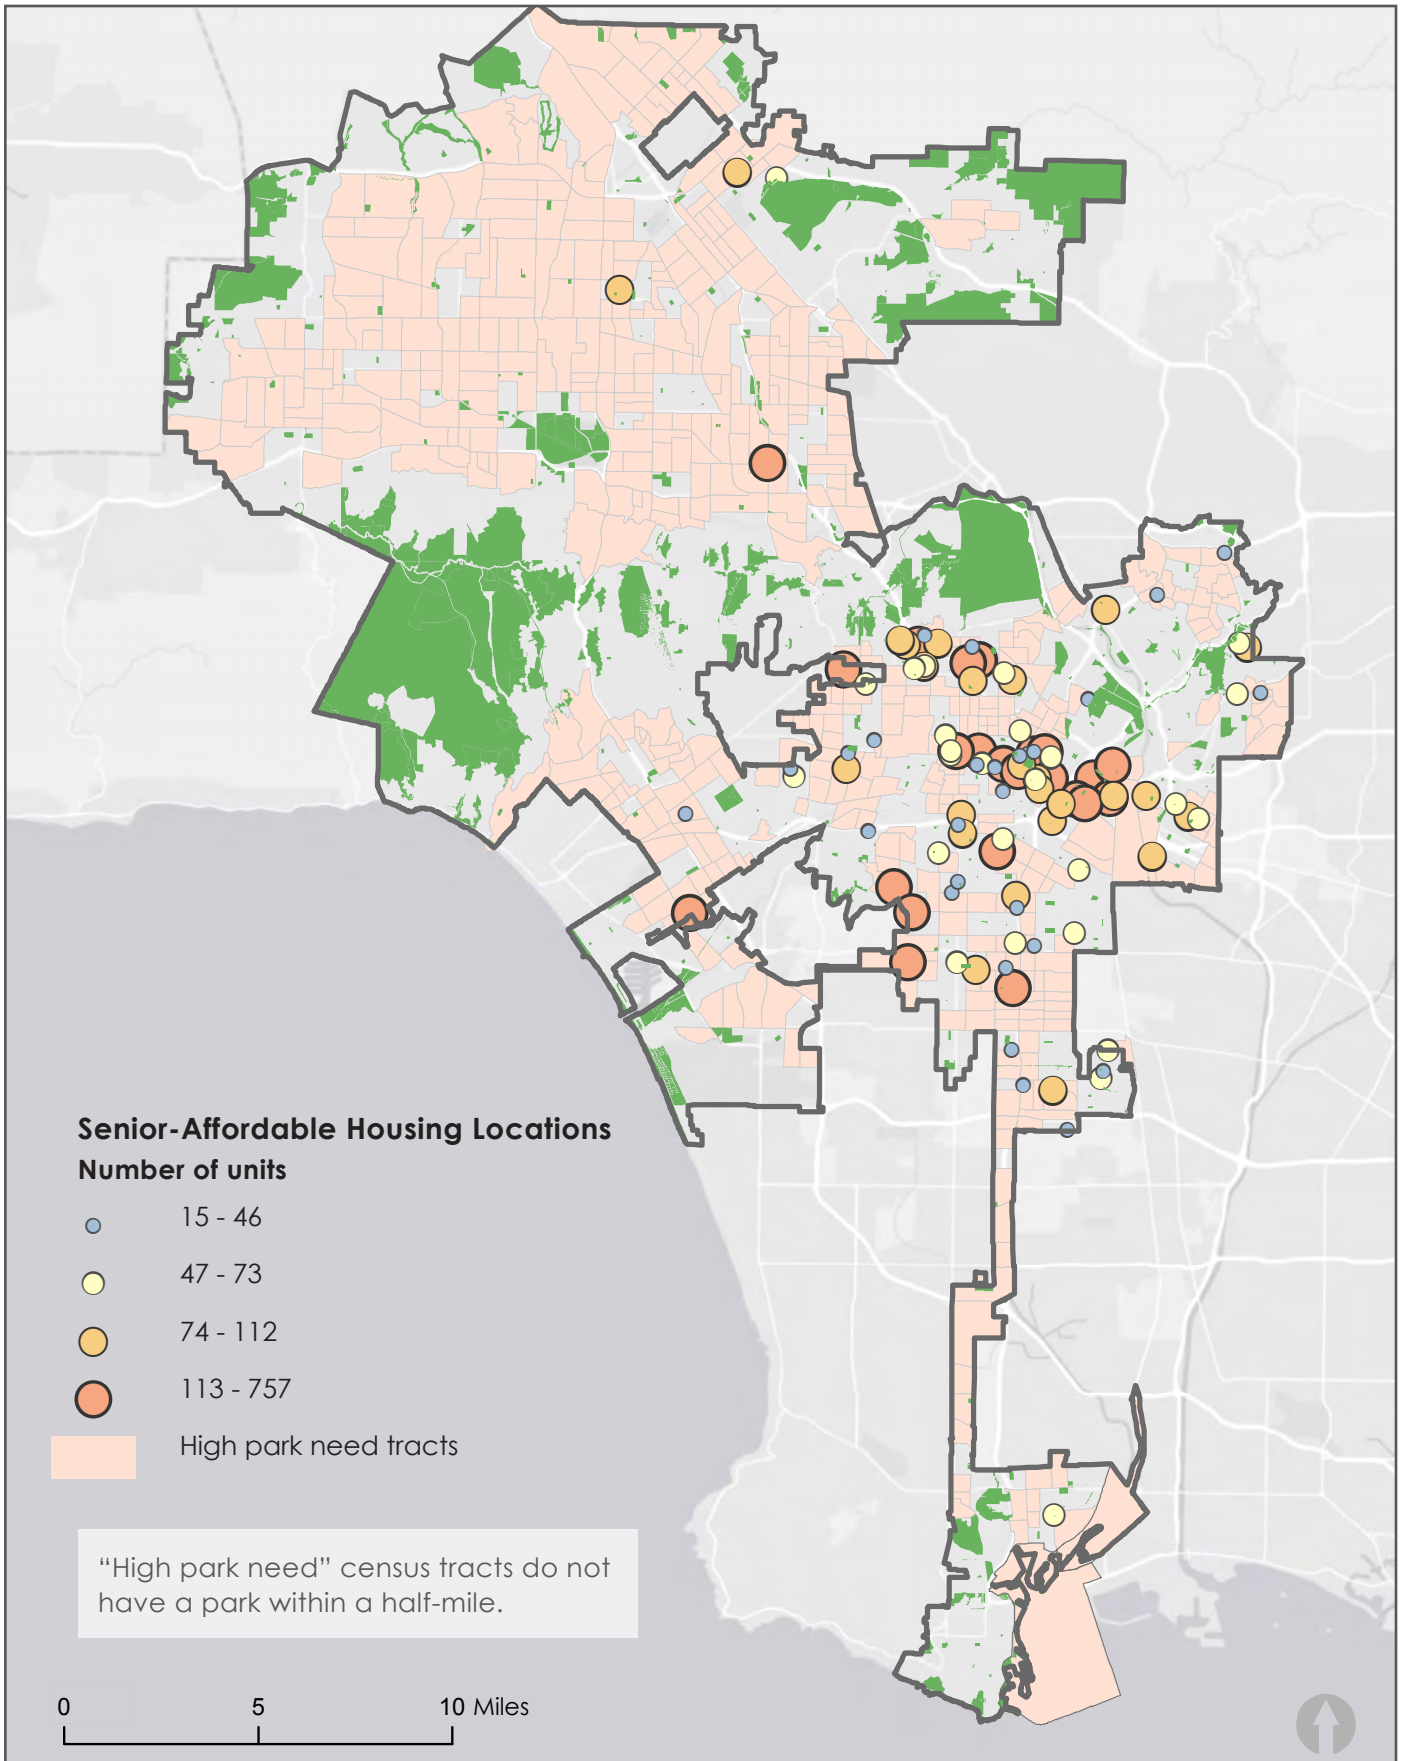 Senior-Affordable Housing Locations
Number of units
15 - 46
47 - 73
74 - 112
113 - 757
High park need tracts
“High park need” census tracts do not
have a park within a half-mile.
0 5 10 Miles